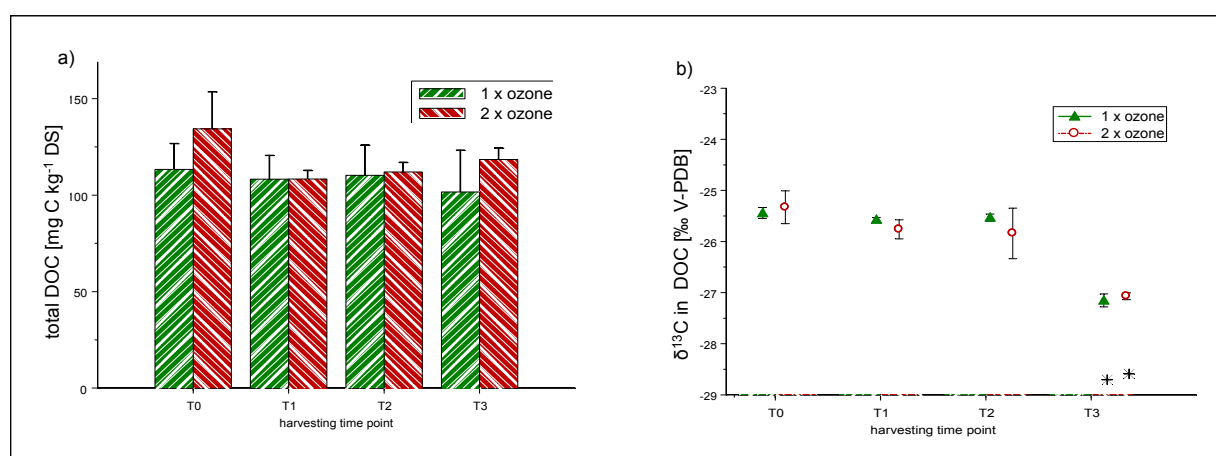 a)
total DOC [mg C kg⁻¹ DS]
150
100
50
0
1 x ozone
2 x ozone
T0 T1 T2 T3
harvesting time point
b)
δ¹³C in DOC [‰ V-PDB]
-23
-24
-25
-26
-27
-28
-29
1 x ozone
2 x ozone
* *
T0 T1 T2 T3
harvesting time point